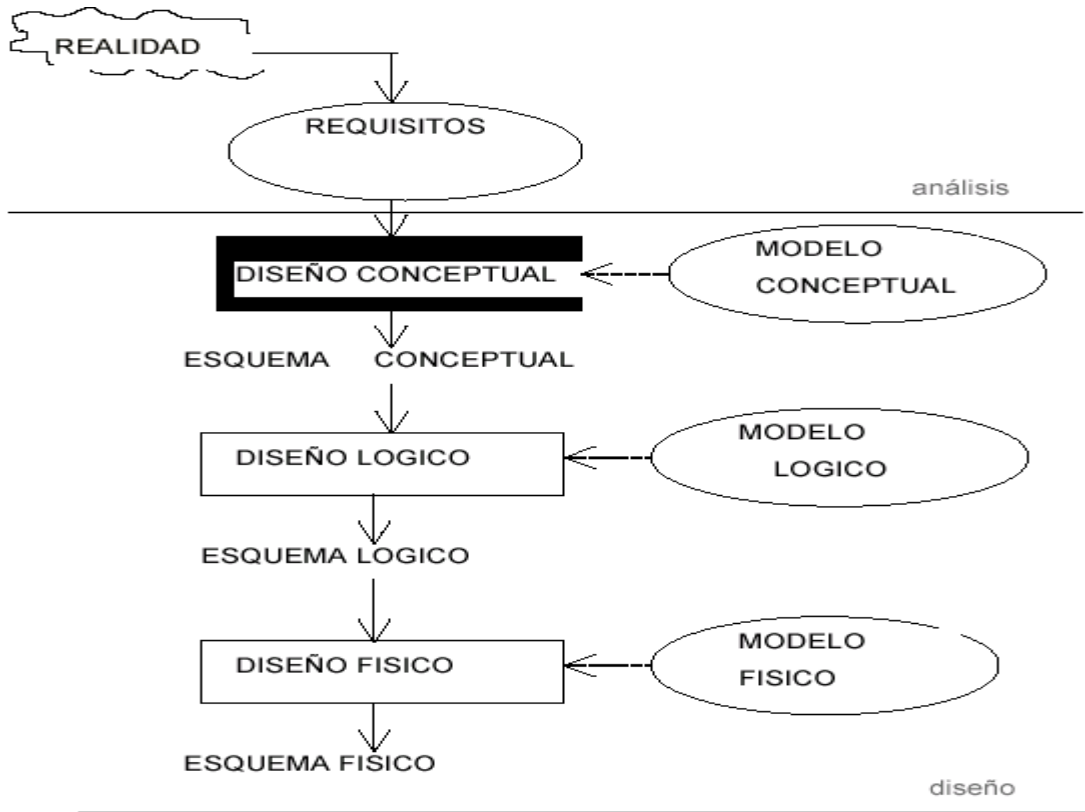 REALIDAD
REQUISITOS
análisis
DISEÑO CONCEPTUAL
MODELO
CONCEPTUAL
ESQUEMA CONCEPTUAL
DISEÑO LOGICO
MODELO
LOGICO
ESQUEMA LOGICO
DISEÑO FISICO
MODELO
FISICO
ESQUEMA FISICO
diseño